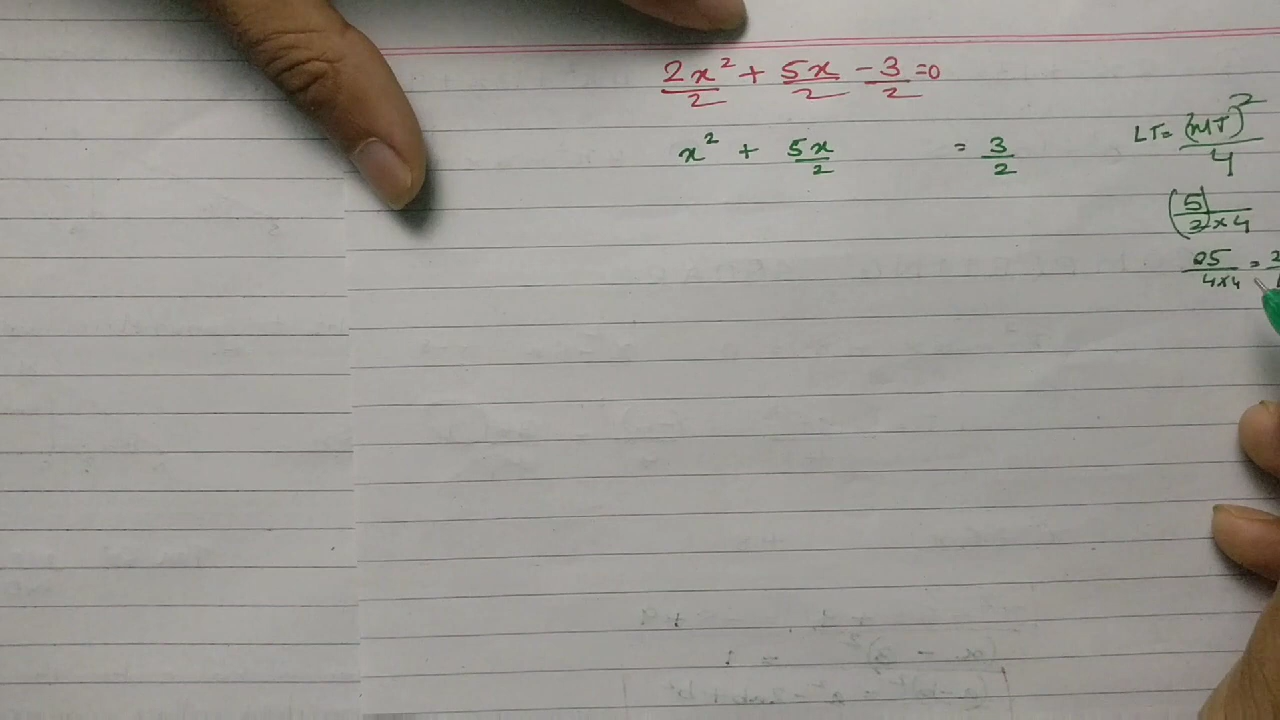 2x²/2 + 5x/2 - 3/2 = 0
x² + 5x/2 = 3/2
LT = (MT)²/4
(5/2) × 4
25/4×4 =